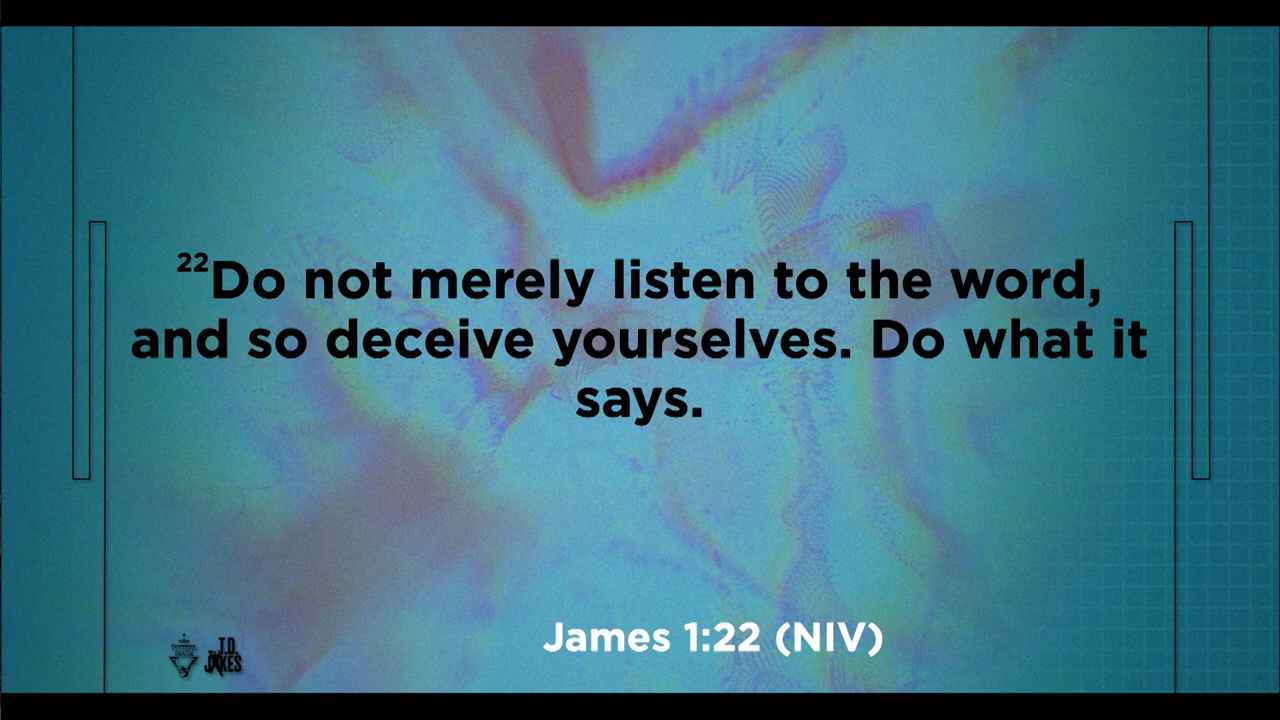 ²²Do not merely listen to the word,
and so deceive yourselves. Do what it
says.
James 1:22 (NIV)
T.D.
JAKES